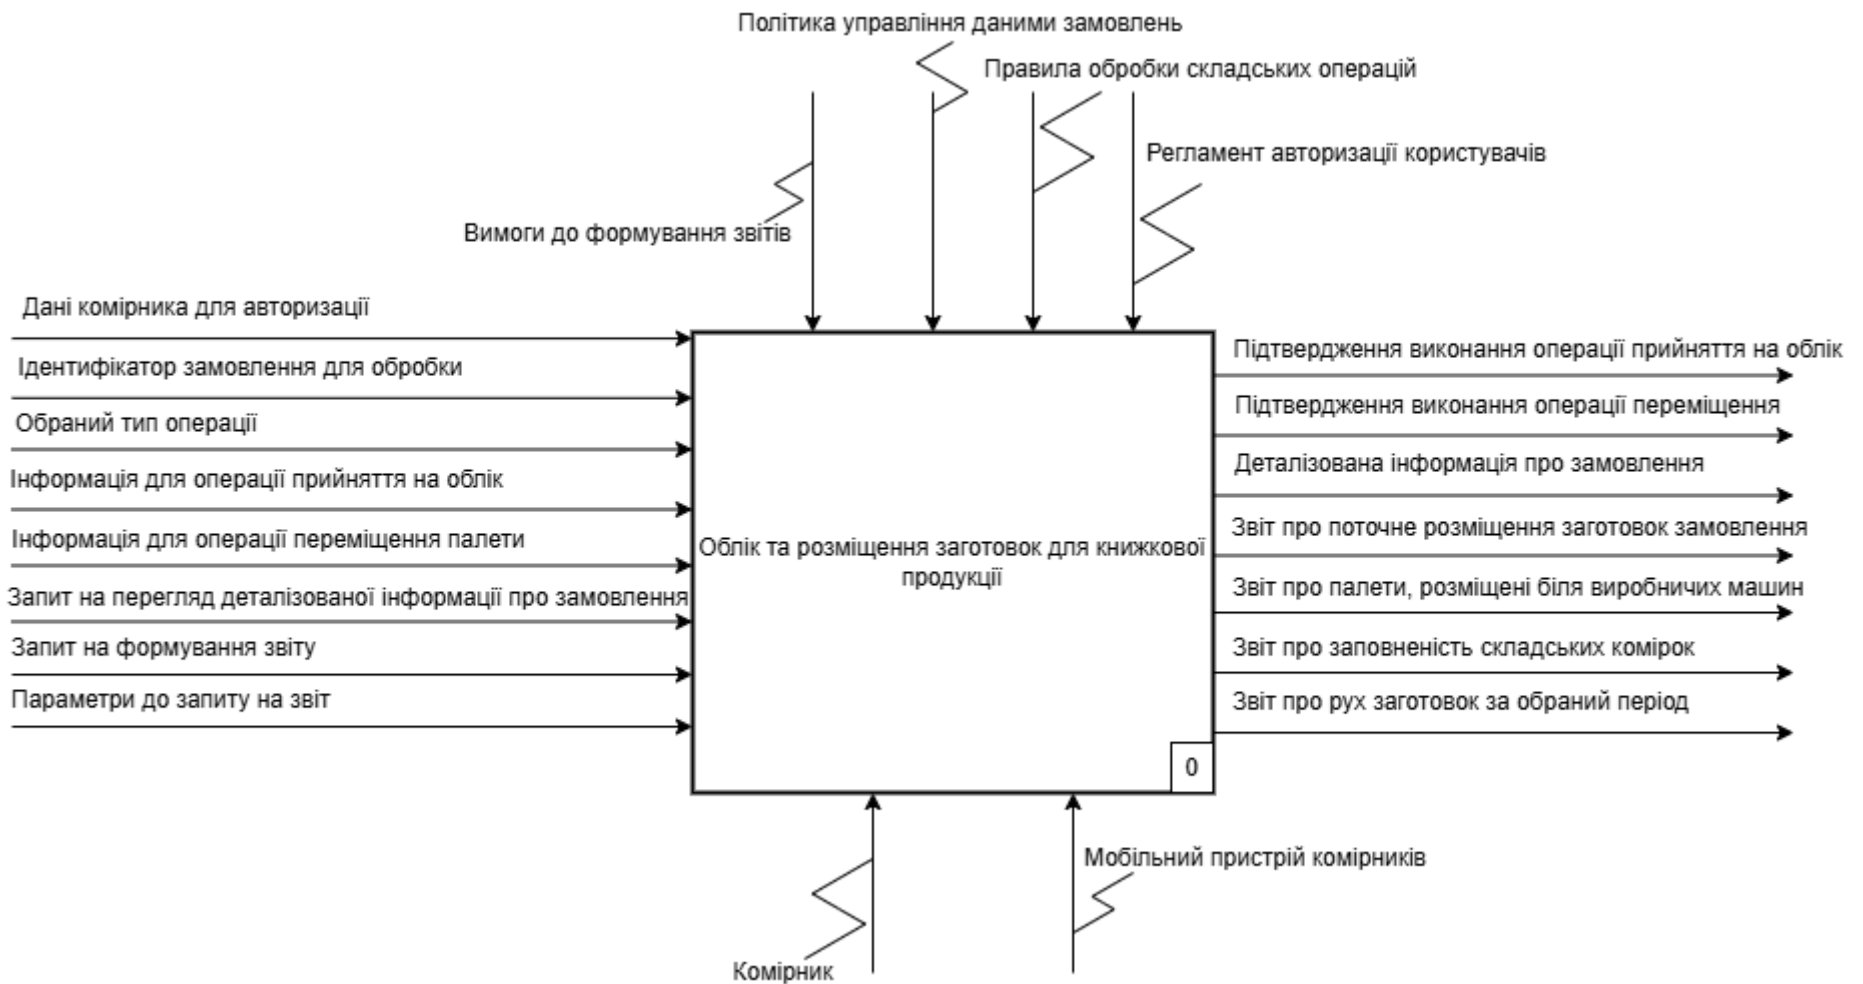 Політика управління даними замовлень
Правила обробки складських операцій
Регламент авторизації користувачів
Вимоги до формування звітів
Дані комірника для авторизації
Ідентифікатор замовлення для обробки
Обраний тип операції
Інформація для операції прийняття на облік
Інформація для операції переміщення палети
Запит на перегляд деталізованої інформації про замовлення
Запит на формування звіту
Параметри до запиту на звіт
Облік та розміщення заготовок для книжкової
продукції
0
Підтвердження виконання операції прийняття на облік
Підтвердження виконання операції переміщення
Деталізована інформація про замовлення
Звіт про поточне розміщення заготовок замовлення
Звіт про палети, розміщені біля виробничих машин
Звіт про заповненість складських комірок
Звіт про рух заготовок за обраний період
Мобільний пристрій комірників
Комірник